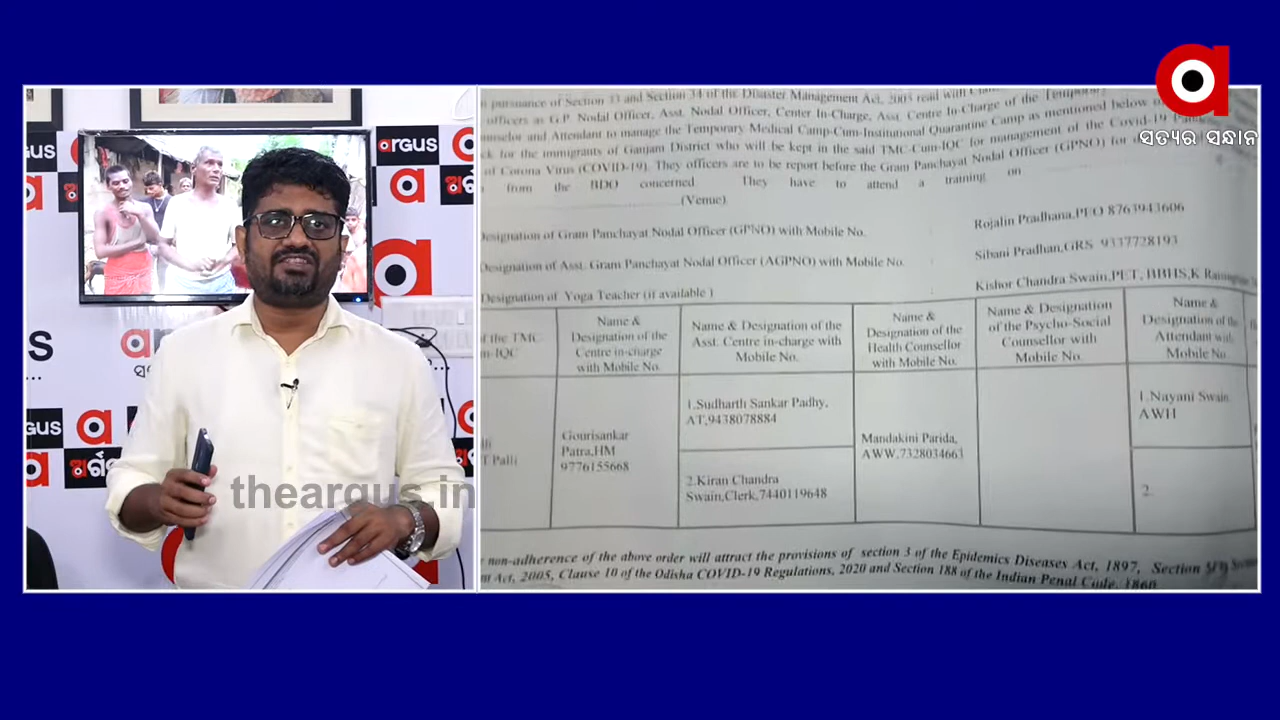 ସତ୍ୟର ସନ୍ଧାନ
argus
theargus.in
pursuance of Section 33 and Section 34 of the Disaster Management Act, 2005 read with
officers as G.P. Nodal Officer, Asst. Nodal Officer, Center In-Charge, Asst. Centre In-Charge of the Temporary
and Attendant to manage the Temporary Medical Camp-Cum-Institutional Quarantine Camp as mentioned below
for the immigrants of Ganjam District who will be kept in the said TMC-Cum-IQC for management of the Covid-19
of Corona Virus (COVID-19). They officers are to be report before the Gram Panchayat Nodal Officer (GPNO) for
from the BDO concerned They have to attend a training on
(Venue)
Designation of Gram Panchayat Nodal Officer (GPNO) with Mobile No.
Rojalin Pradhana,PEO 8763943606
Designation of Asst. Gram Panchayat Nodal Officer (AGPNO) with Mobile No.
Sibani Pradhan,GRS 9337728193
Designation of Yoga Teacher (if available )
Kishor Chandra Swain,PET, BBHS,K
of the TMC-
IQC
Name &
Designation of the
Centre in-charge
with Mobile No.
Name & Designation of the
Asst. Centre in-charge with
Mobile No.
Name &
Designation of the
Health Counsellor
with Mobile No.
Name & Designation
of the Psycho-Social
Counsellor with
Mobile No.
Name &
Designation of the
Attendant with
Mobile No.
Palli
Gourisankar
Patra,HM
9776155668
1.Sudharth Sankar Padhy,
AT,9438078884
2.Kiran Chandra
Swain,Clerk,7440119648
Mandakini Parida,
AWW,7328034663
1.Nayani Swain
AWH
2.
non-adherence of the above order will attract the provisions of section 3 of the Epidemics Diseases Act, 1897, Section
Act, 2005, Clause 10 of the Odisha COVID-19 Regulations, 2020 and Section 188 of the Indian Penal Code, 1860